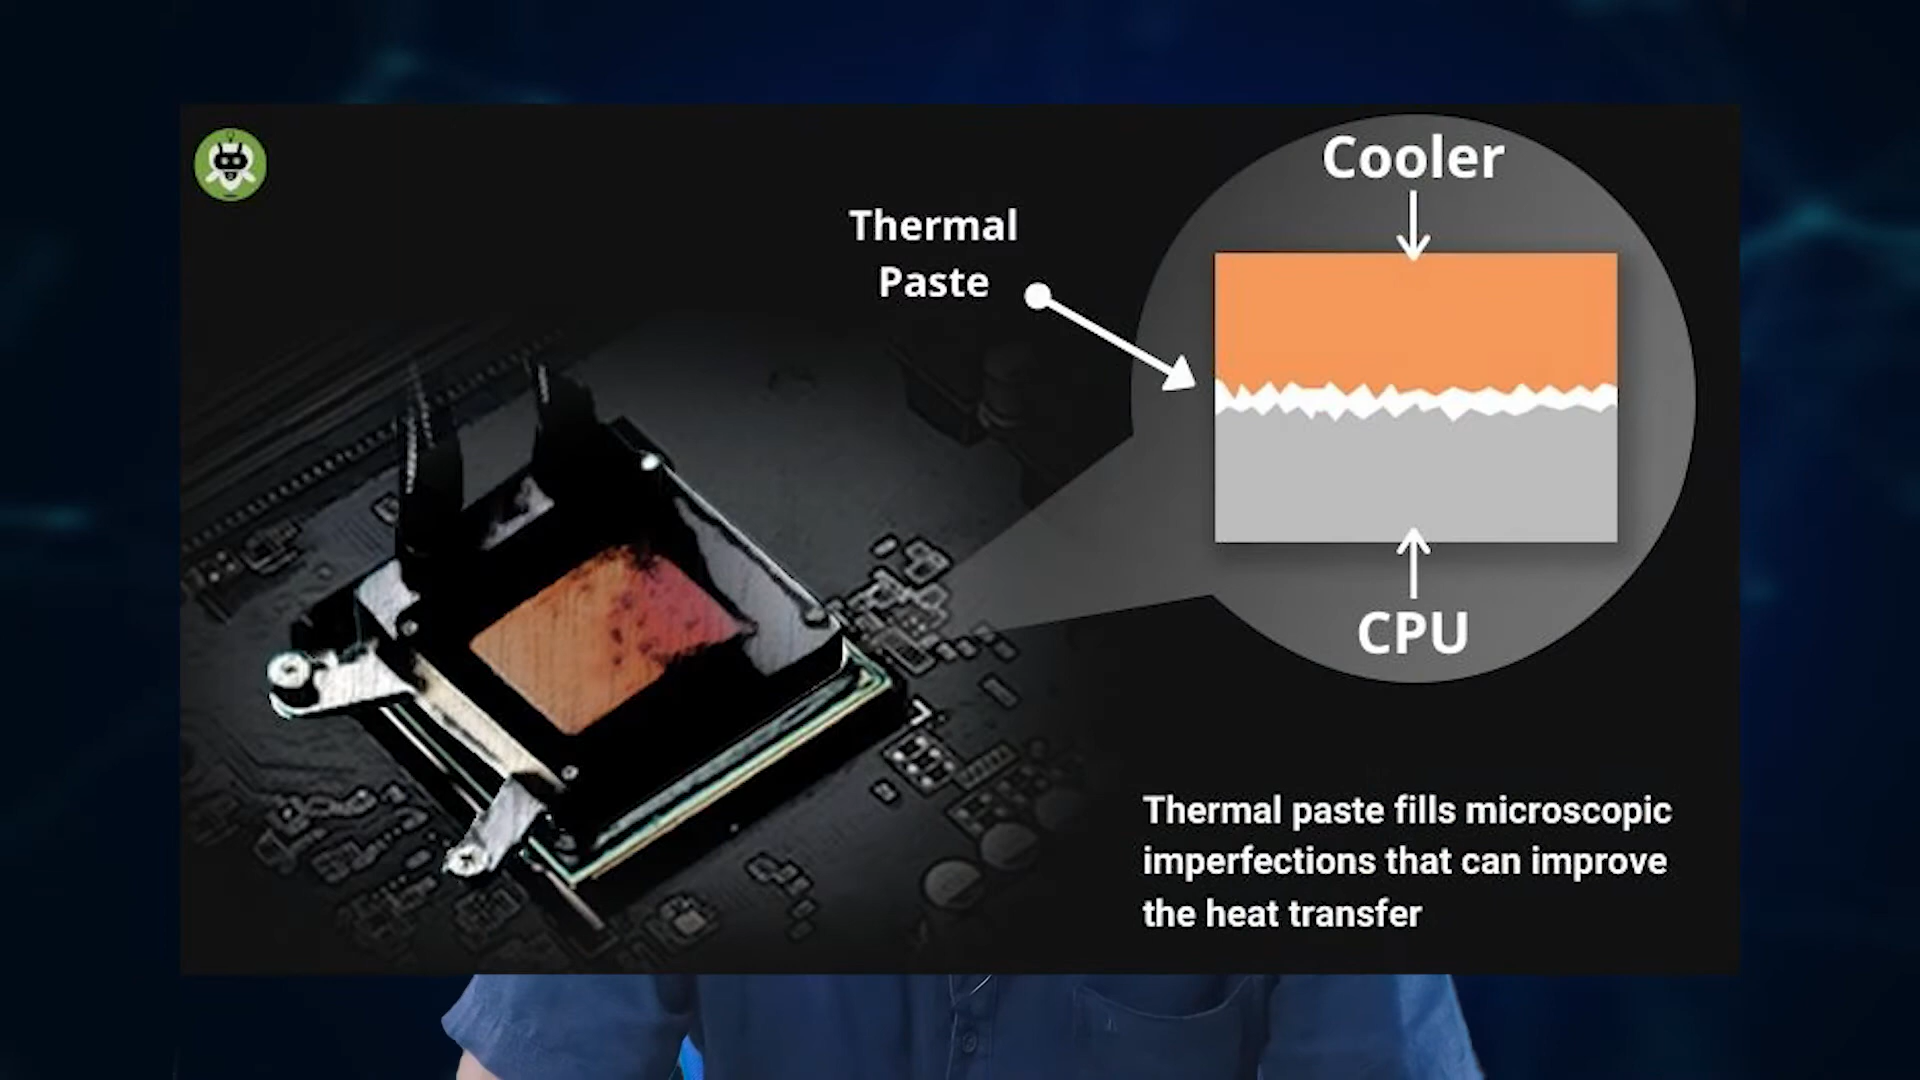 Cooler
Thermal
Paste
CPU
Thermal paste fills microscopic
imperfections that can improve
the heat transfer